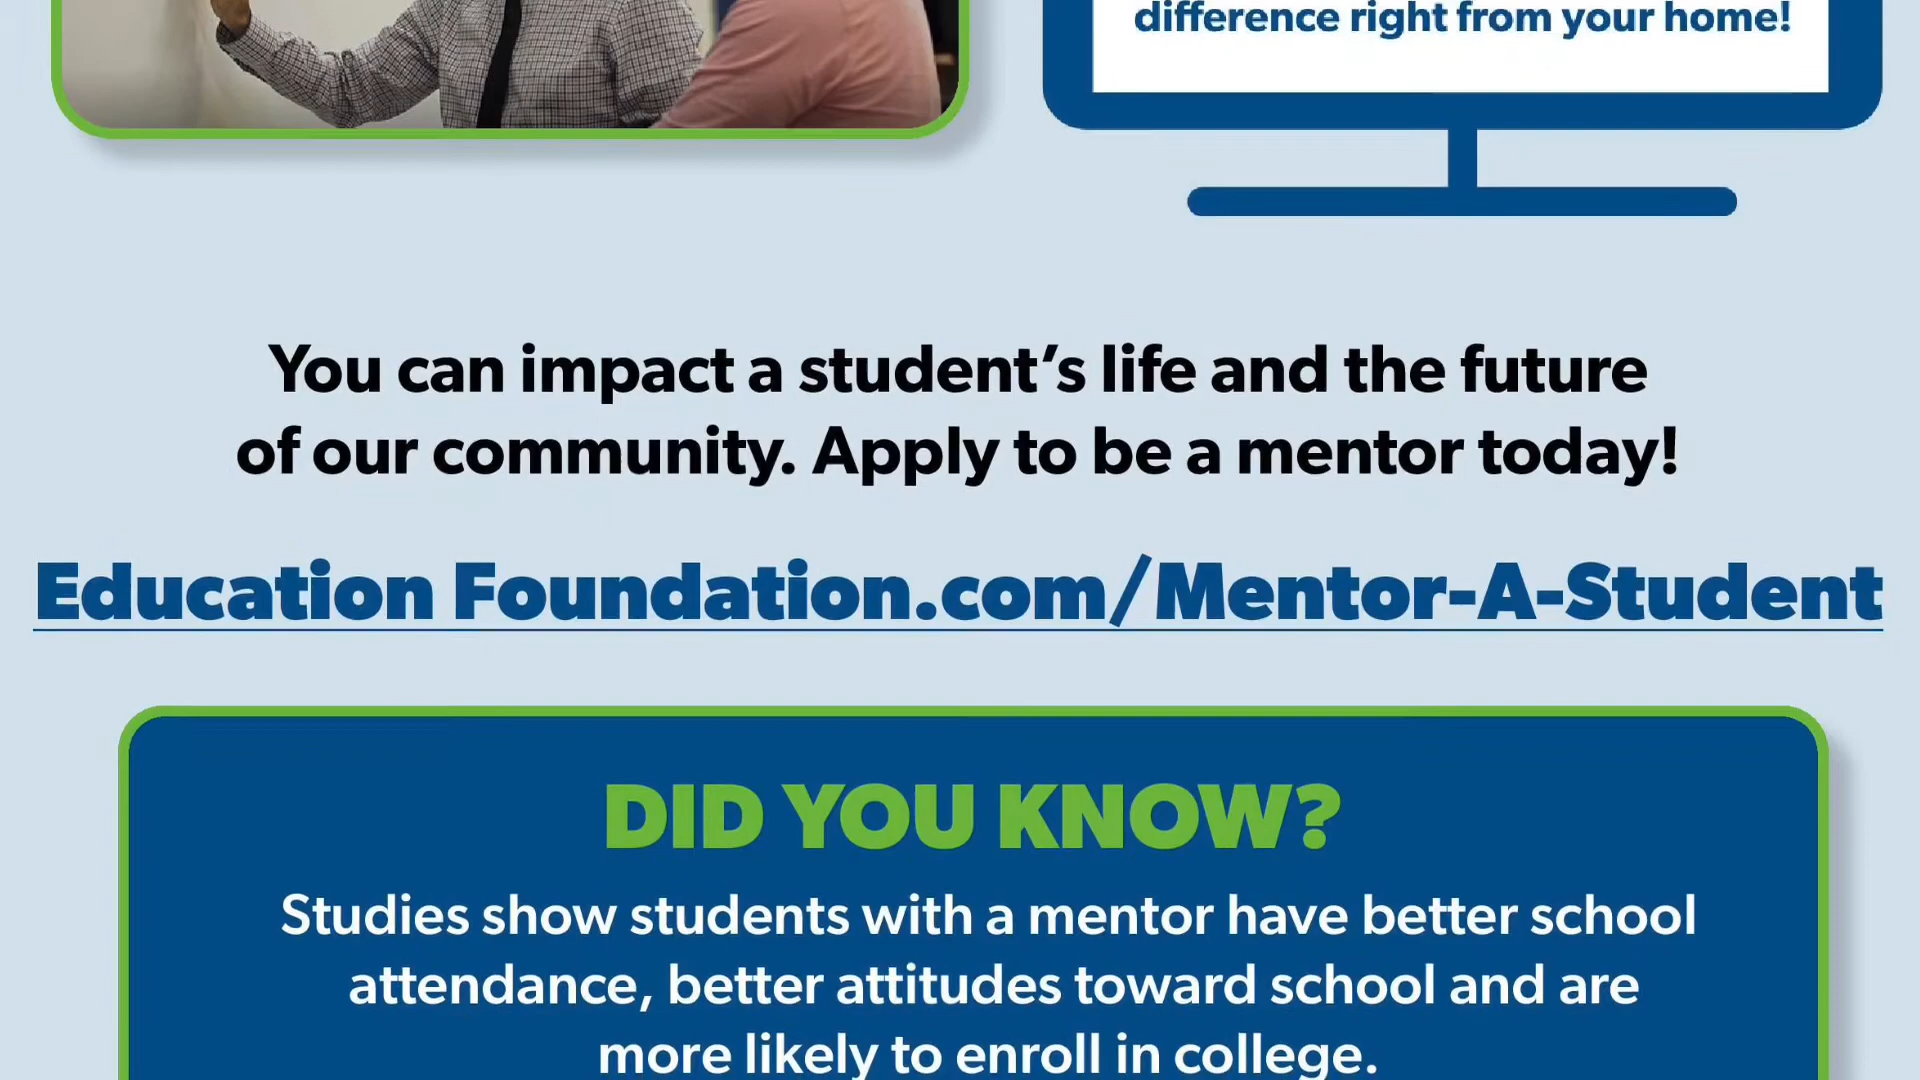 difference right from your home!
You can impact a student’s life and the future
of our community. Apply to be a mentor today!
Education Foundation.com/Mentor-A-Student
DID YOU KNOW?
Studies show students with a mentor have better school
attendance, better attitudes toward school and are
more likely to enroll in college.